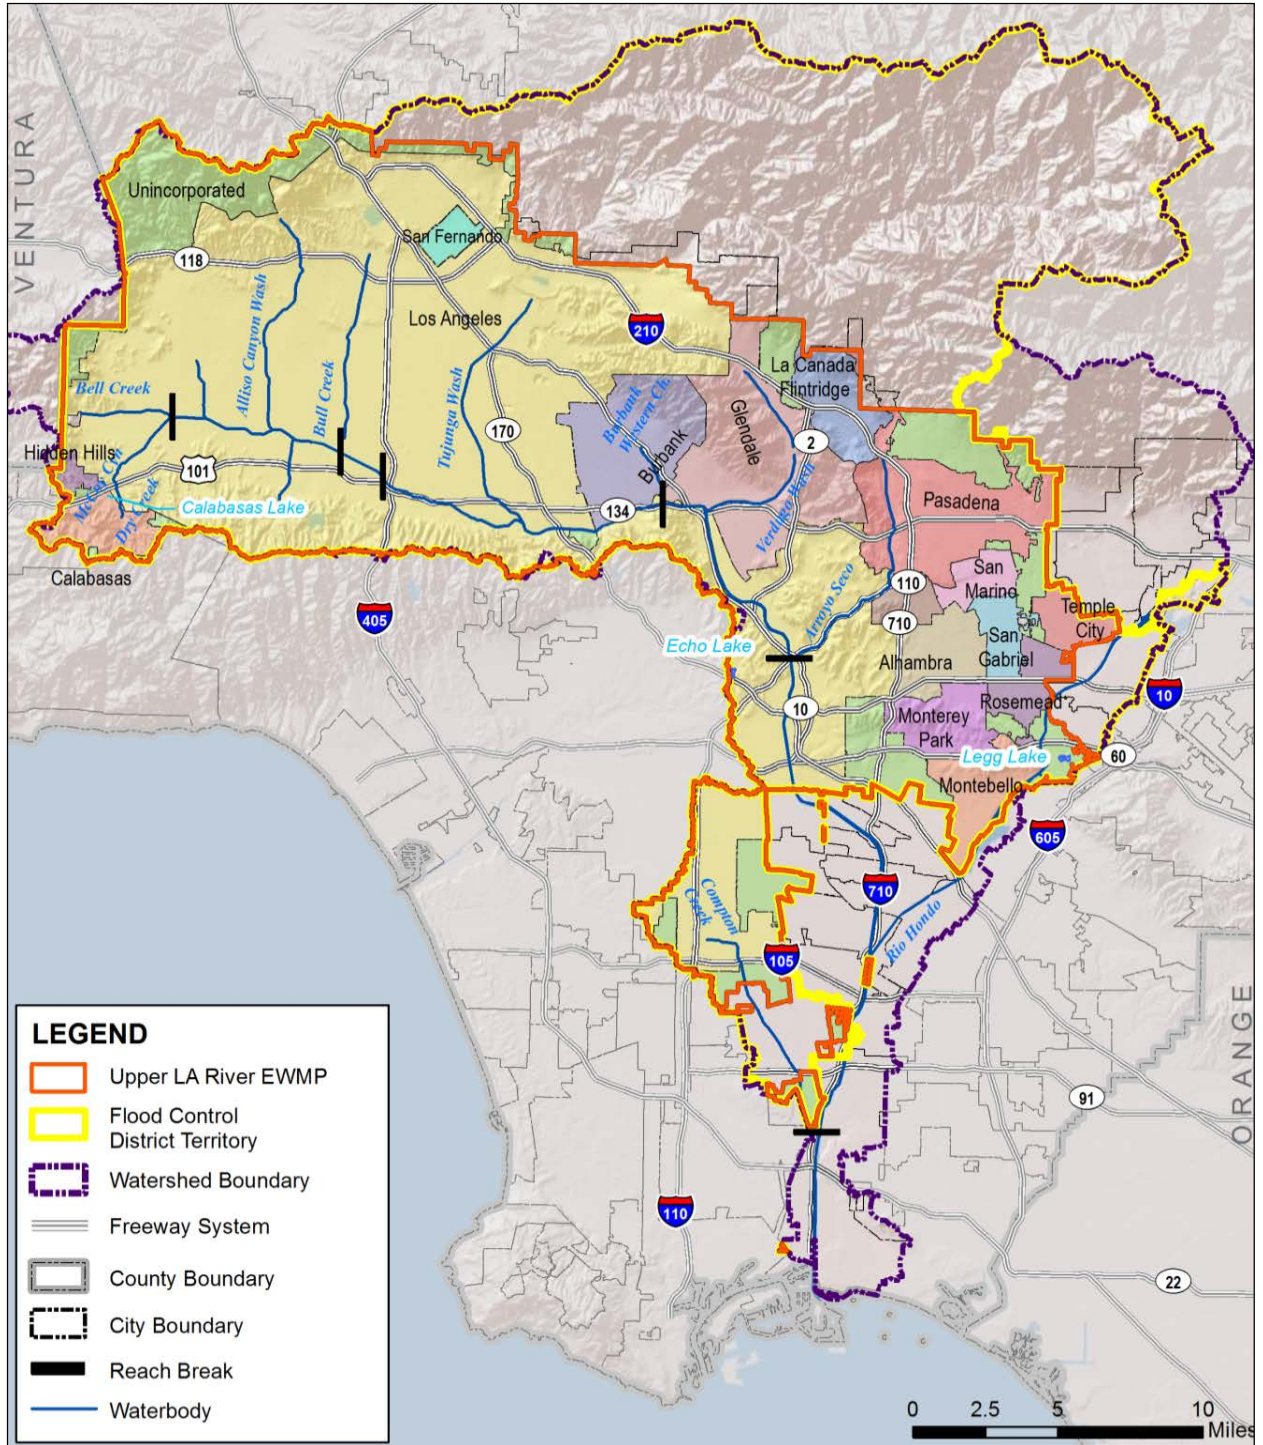 VENTURA
Unincorporated
San Fernando
118
Los Angeles
210
Alliso Canyon Wash
Bull Creek
Tujunga Wash
Bell Creek
Hidden Hills
McCoy Cyn
Dry Creek
101
Calabasas Lake
Calabasas
405
170
134
Burbank
Western Ch.
Burbank
Glendale
La Canada
Flintridge
2
Verdugo Wash
Pasadena
Arroyo Seco
110
710
San
Marino
Temple
City
San
Gabriel
Alhambra
Echo Lake
10
Rosemead
Monterey
Park
10
Legg Lake
60
Montebello
605
710
Compton
Creek
Rio Hondo
105
ORANGE
91
110
22
LEGEND
Upper LA River EWMP
Flood Control
District Territory
Watershed Boundary
Freeway System
County Boundary
City Boundary
Reach Break
Waterbody
0 2.5 5 10
Miles